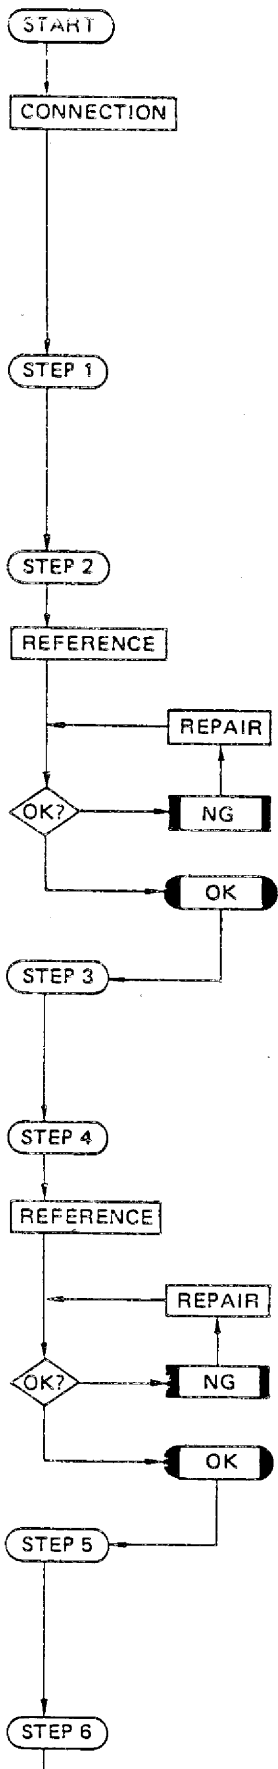 START
CONNECTION
STEP 1
STEP 2
REFERENCE
REPAIR
OK?
NG
OK
STEP 3
STEP 4
REFERENCE
REPAIR
OK?
NG
OK
STEP 5
STEP 6